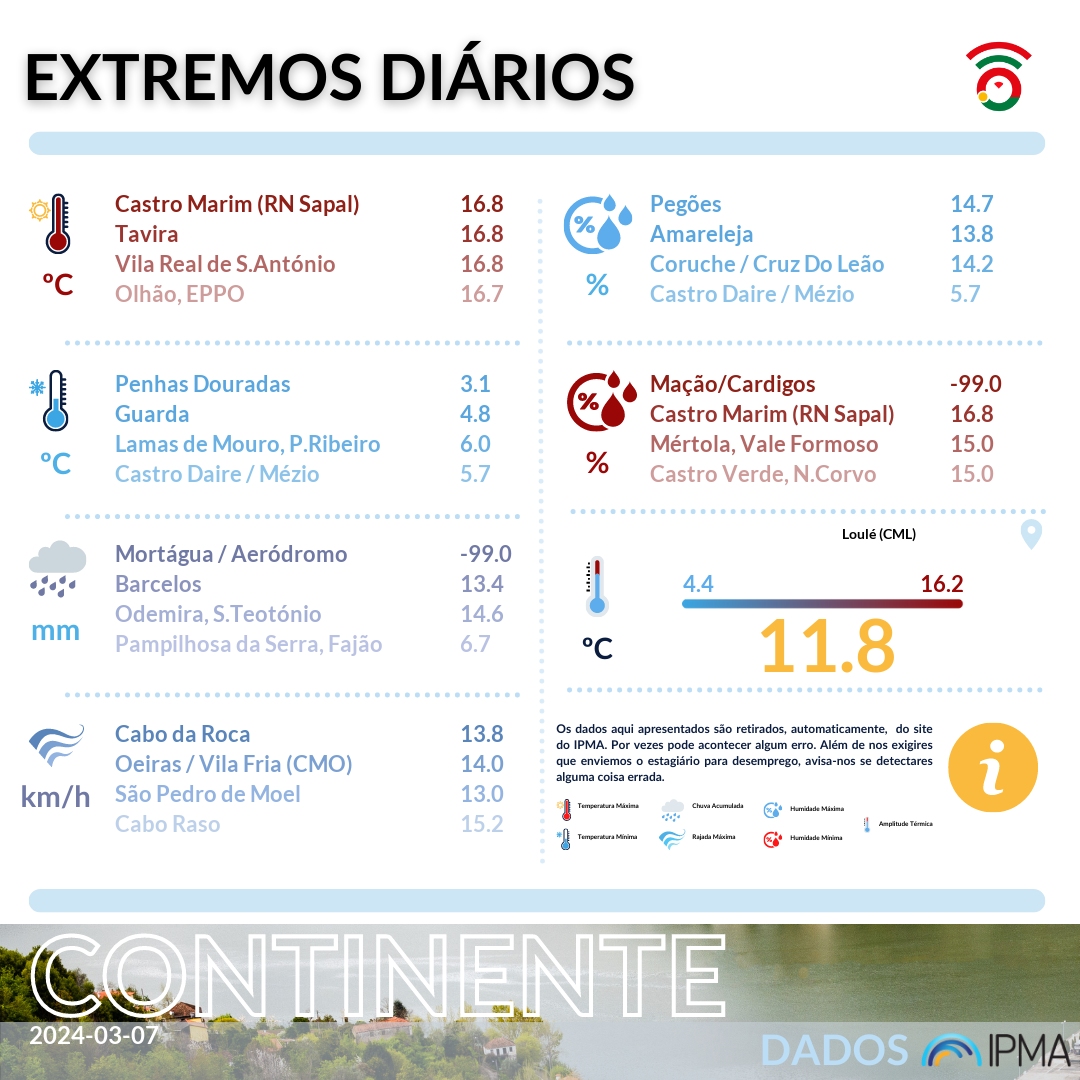 EXTREMOS DIÁRIOS
Castro Marim (RN Sapal) 16.8
Tavira 16.8
Vila Real de S.António 16.8
Olhão, EPPO 16.7
ºC
Penhas Douradas 3.1
Guarda 4.8
Lamas de Mouro, P.Ribeiro 6.0
Castro Daire / Mézio 5.7
ºC
Mortágua / Aeródromo -99.0
Barcelos 13.4
Odemira, S.Teotónio 14.6
Pampilhosa da Serra, Fajão 6.7
mm
Cabo da Roca 13.8
Oeiras / Vila Fria (CMO) 14.0
São Pedro de Moel 13.0
Cabo Raso 15.2
km/h
Pegões 14.7
Amareleja 13.8
Coruche / Cruz Do Leão 14.2
Castro Daire / Mézio 5.7
%
%
Mação/Cardigos -99.0
Castro Marim (RN Sapal) 16.8
Mértola, Vale Formoso 15.0
Castro Verde, N.Corvo 15.0
%
%
Loulé (CML)
4.4 16.2
11.8
ºC
Os dados aqui apresentados são retirados, automaticamente, do site
do IPMA. Por vezes pode acontecer algum erro. Além de nos exigires
que enviemos o estagiário para desemprego, avisa-nos se detectares
alguma coisa errada.
i
Temperatura Máxima
Chuva Acumulada
Humidade Máxima
Amplitude Térmica
Temperatura Mínima
Rajada Máxima
Humidade Mínima
CONTINENTE
2024-03-07
DADOS IPMA